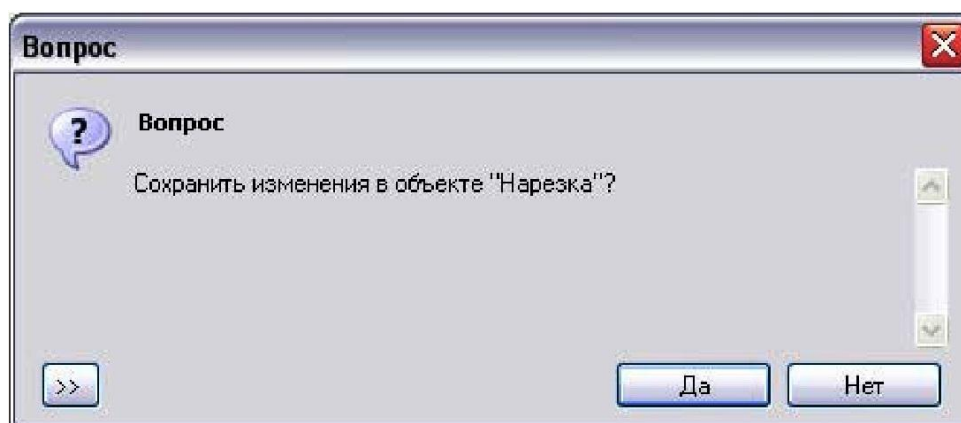 Вопрос
?
Вопрос
Сохранить изменения в объекте "Нарезка"?
>>
Да
Нет